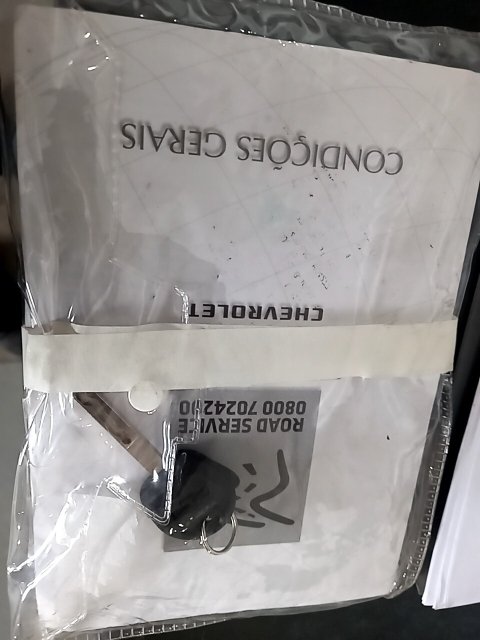 ROAD SERVICE
0800 7024200
CHEVROLET
CONDIÇÕES GERAIS